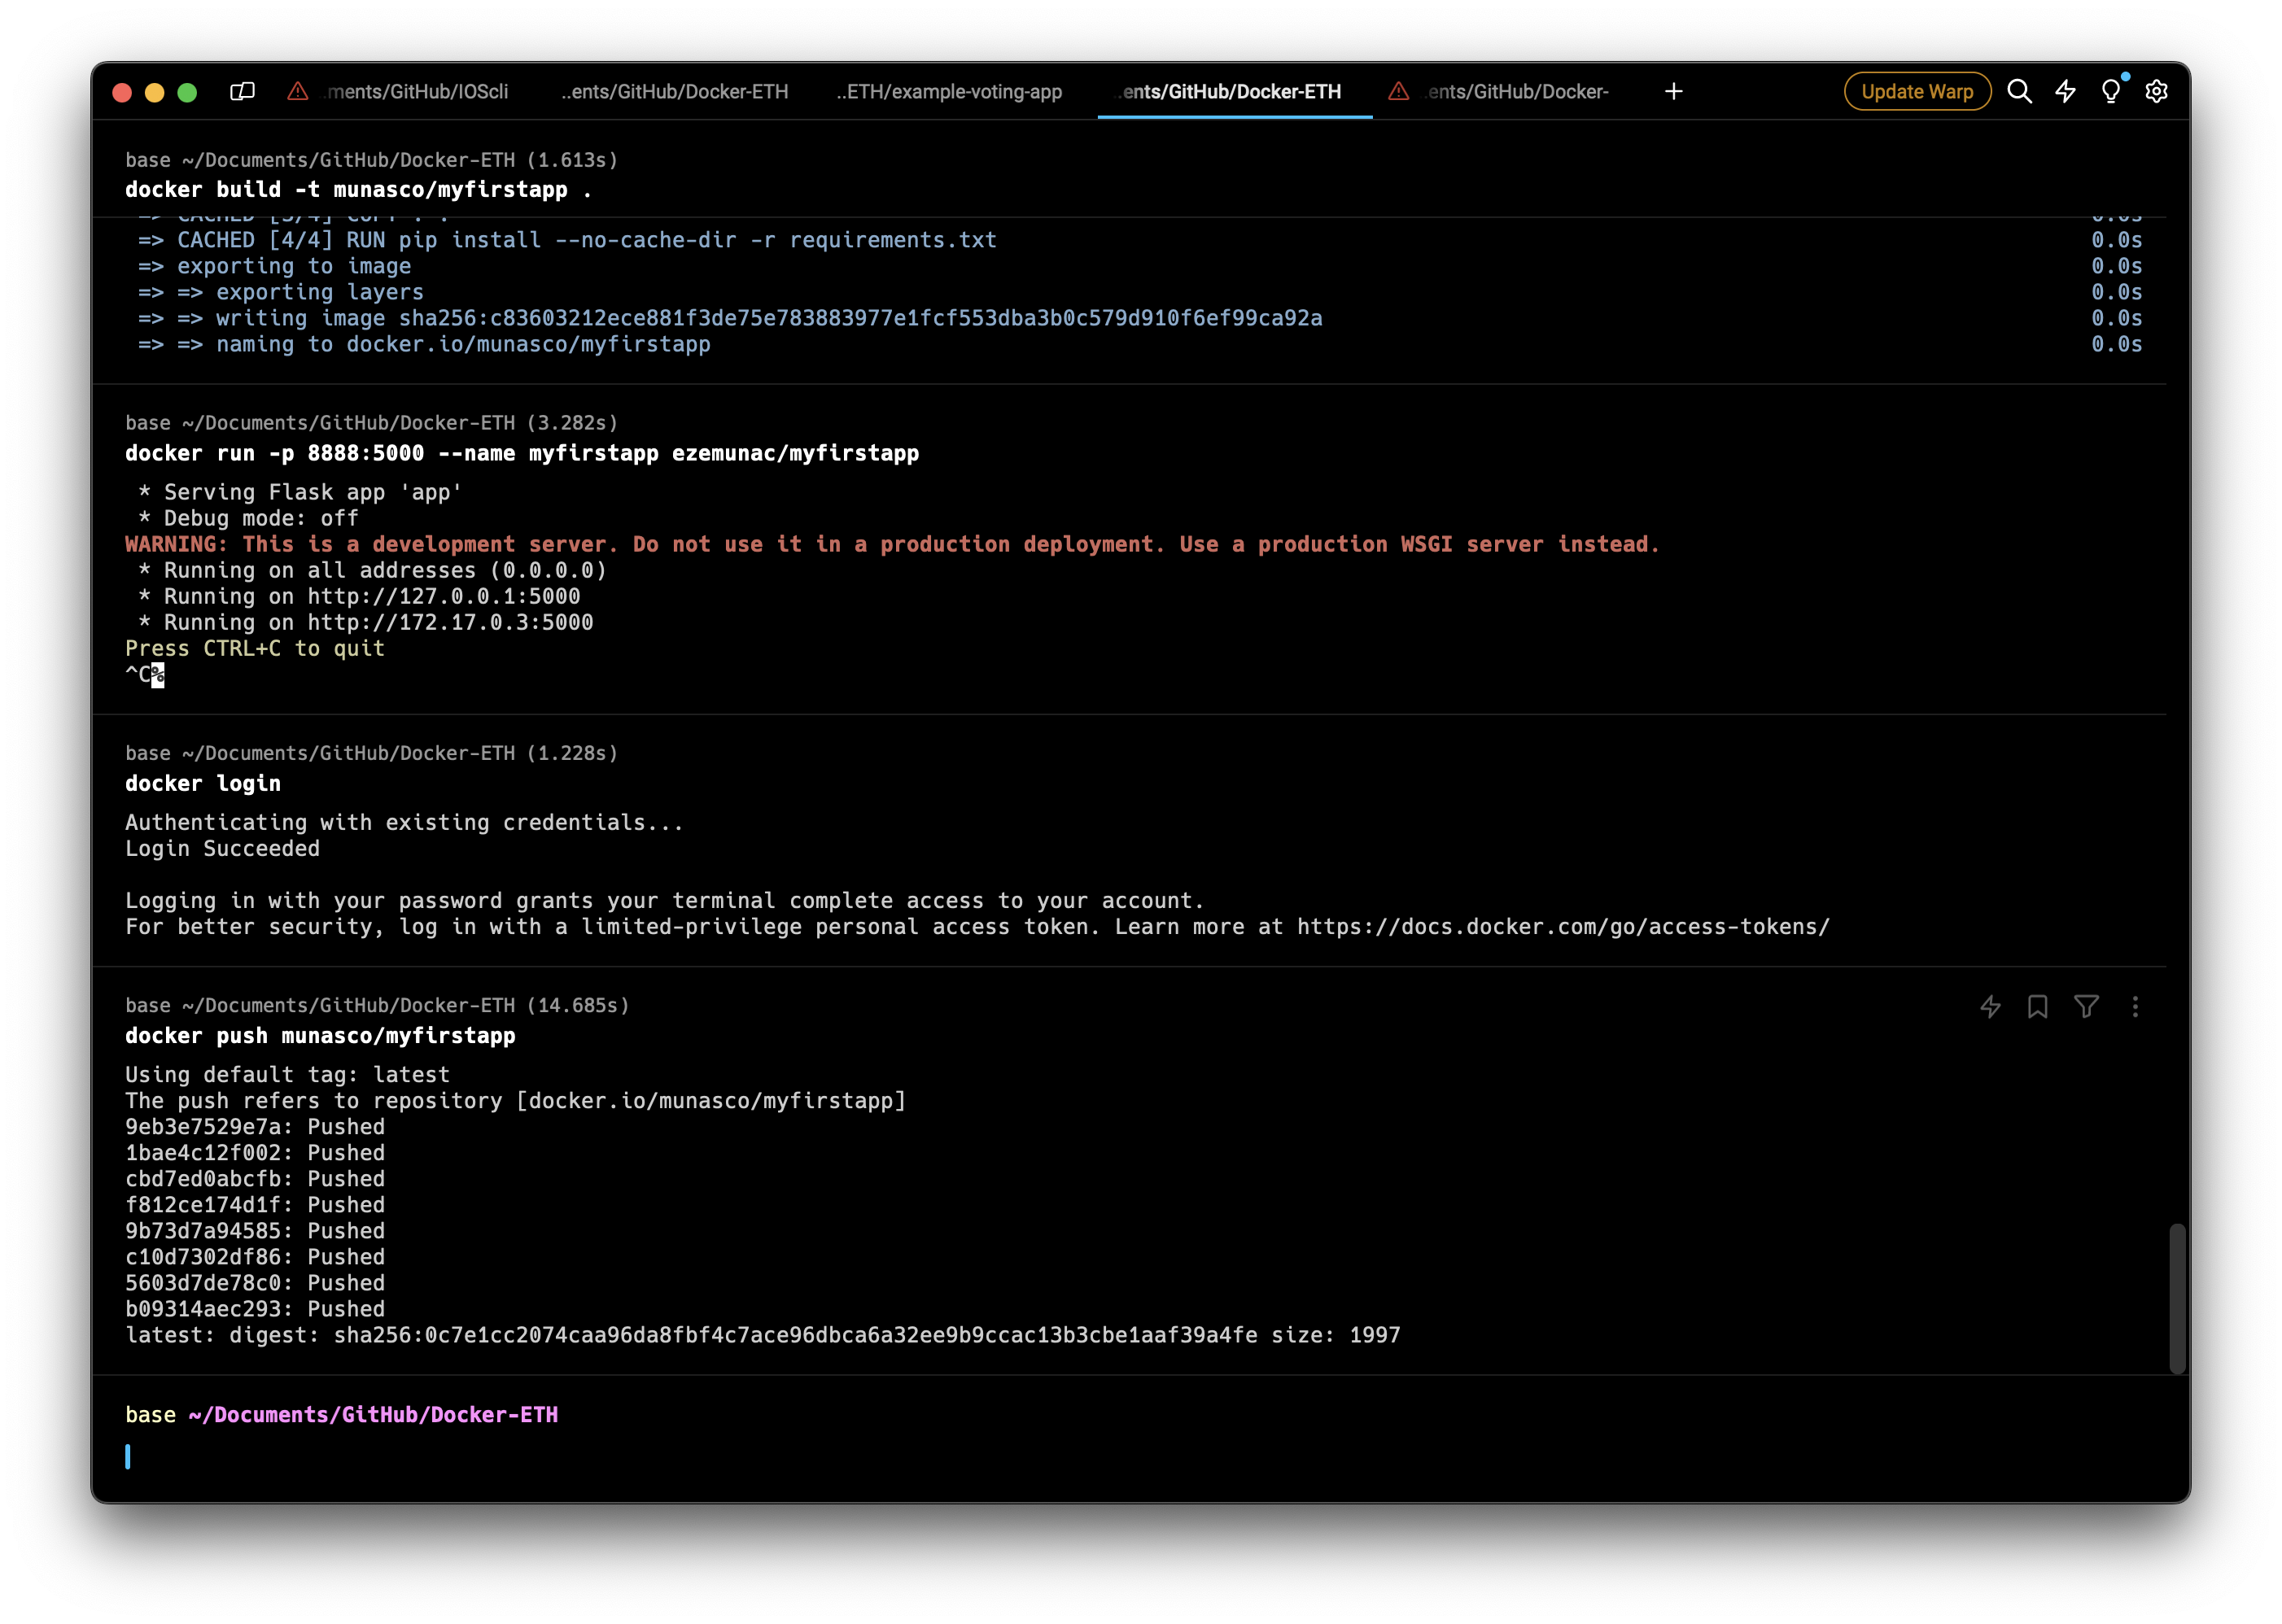 ..ments/GitHub/IOScli
..ents/GitHub/Docker-ETH
..ETH/example-voting-app
..ents/GitHub/Docker-ETH
..ents/GitHub/Docker-
Update Warp
base ~/Documents/GitHub/Docker-ETH (1.613s)
docker build -t munasco/myfirstapp .
=> CACHED [3/4] COPY . . 0.0s
=> CACHED [4/4] RUN pip install --no-cache-dir -r requirements.txt 0.0s
=> exporting to image 0.0s
=> => exporting layers 0.0s
=> => writing image sha256:c83603212ece881f3de75e783883977e1fcf553dba3b0c579d910f6ef99ca92a 0.0s
=> => naming to docker.io/munasco/myfirstapp 0.0s
base ~/Documents/GitHub/Docker-ETH (3.282s)
docker run -p 8888:5000 --name myfirstapp ezemunac/myfirstapp
* Serving Flask app 'app'
* Debug mode: off
WARNING: This is a development server. Do not use it in a production deployment. Use a production WSGI server instead.
* Running on all addresses (0.0.0.0)
* Running on http://127.0.0.1:5000
* Running on http://172.17.0.3:5000
Press CTRL+C to quit
^C%
base ~/Documents/GitHub/Docker-ETH (1.228s)
docker login
Authenticating with existing credentials...
Login Succeeded
Logging in with your password grants your terminal complete access to your account.
For better security, log in with a limited-privilege personal access token. Learn more at https://docs.docker.com/go/access-tokens/
base ~/Documents/GitHub/Docker-ETH (14.685s)
docker push munasco/myfirstapp
Using default tag: latest
The push refers to repository [docker.io/munasco/myfirstapp]
9eb3e7529e7a: Pushed
1bae4c12f002: Pushed
cbd7ed0abcfb: Pushed
f812ce174d1f: Pushed
9b73d7a94585: Pushed
c10d7302df86: Pushed
5603d7de78c0: Pushed
b09314aec293: Pushed
latest: digest: sha256:0c7e1cc2074caa96da8fbf4c7ace96dbca6a32ee9b9ccac13b3cbe1aaf39a4fe size: 1997
base ~/Documents/GitHub/Docker-ETH